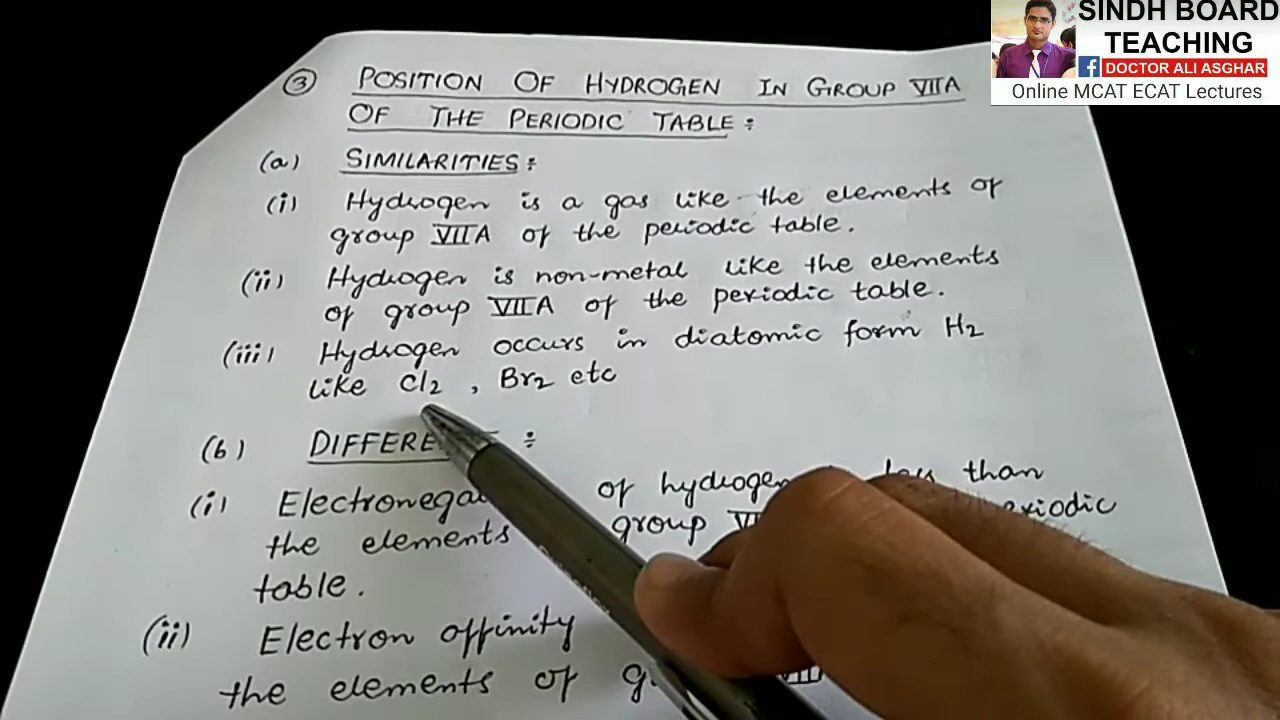 SINDH BOARD
TEACHING
f DOCTOR ALI ASGHAR
Online MCAT ECAT Lectures
③ POSITION OF HYDROGEN IN GROUP VIIA
OF THE PERIODIC TABLE:
(a) SIMILARITIES:
(i) Hydrogen is a gas like the elements of
group VIIA of the periodic table.
(ii) Hydrogen is non-metal like the elements
of group VIIA of the periodic table.
(iii) Hydrogen occurs in diatomic form H2
like Cl2, Br2 etc
(b) :
(i) of hydrogen less than
the elements group
table.
(ii) Electron affinity
the elements of